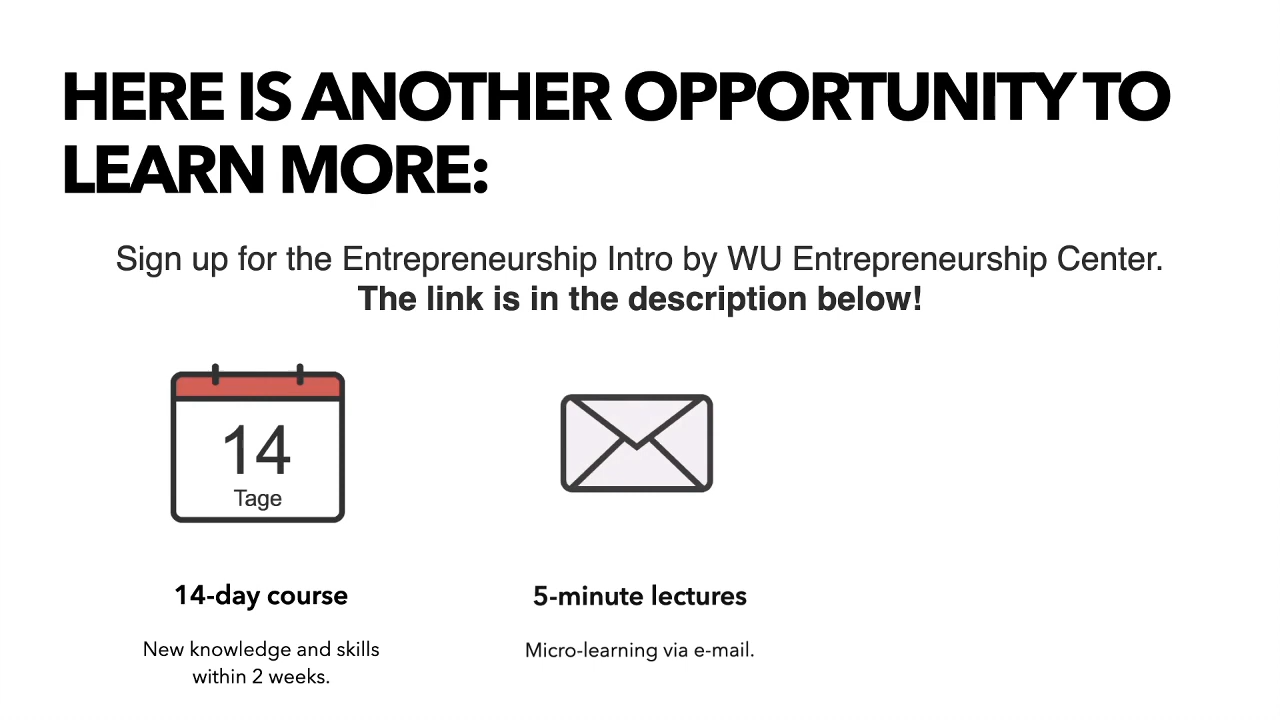 HERE IS ANOTHER OPPORTUNITY TO
LEARN MORE:
Sign up for the Entrepreneurship Intro by WU Entrepreneurship Center.
The link is in the description below!
14
Tage
14-day course
New knowledge and skills
within 2 weeks.
5-minute lectures
Micro-learning via e-mail.